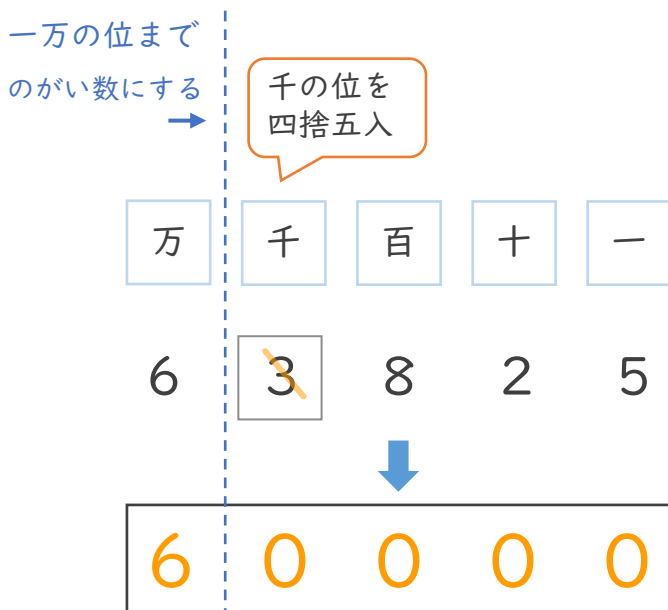 一万の位まで
のがい数にする
千の位を
四捨五入
万 千 百 十 一
6 3 8 2 5
6 0 0 0 0